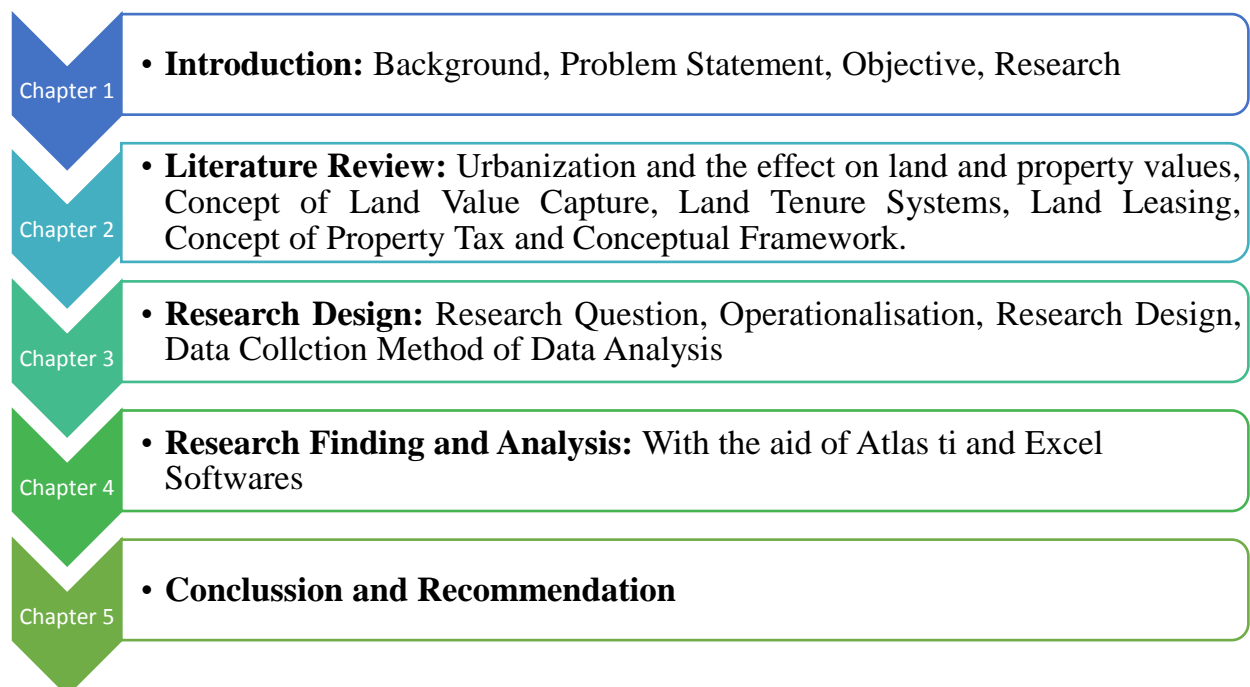 Chapter 1
• Introduction: Background, Problem Statement, Objective, Research
Chapter 2
• Literature Review: Urbanization and the effect on land and property values,
Concept of Land Value Capture, Land Tenure Systems, Land Leasing,
Concept of Property Tax and Conceptual Framework.
Chapter 3
• Research Design: Research Question, Operationalisation, Research Design,
Data Collction Method of Data Analysis
Chapter 4
• Research Finding and Analysis: With the aid of Atlas ti and Excel
Softwares
Chapter 5
• Conclussion and Recommendation